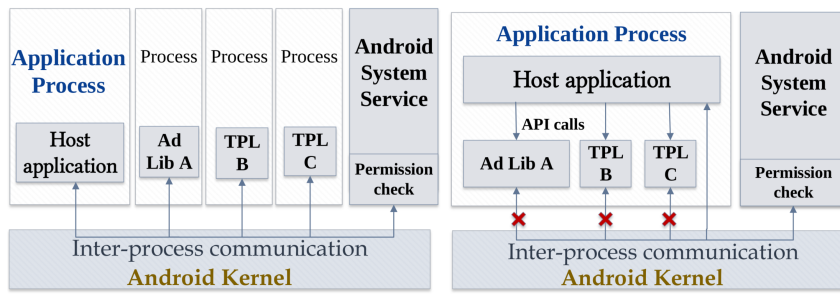 Application
Process
Process
Process
Process
Android
System
Service
Host
application
Ad
Lib A
TPL
B
TPL
C
Permission
check
Inter-process communication
Android Kernel
Application Process
Host application
API calls
Ad Lib A
TPL
B
TPL
C
Android
System
Service
Permission
check
Inter-process communication
Android Kernel